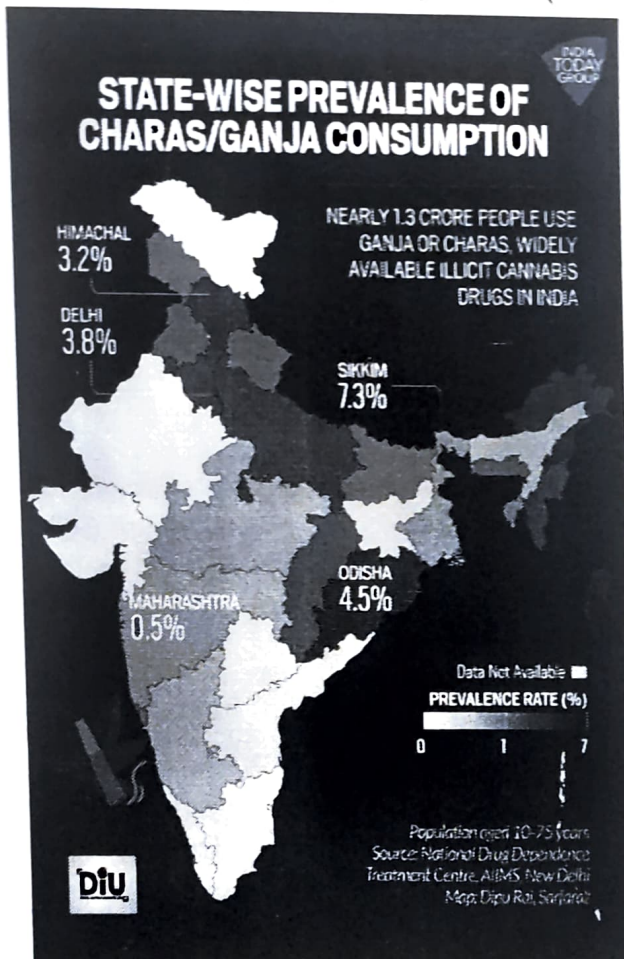 INDIA
TODAY
GROUP
STATE-WISE PREVALENCE OF
CHARAS/GANJA CONSUMPTION
NEARLY 1.3 CRORE PEOPLE USE
GANJA OR CHARAS, WIDELY
AVAILABLE ILLICIT CANNABIS
DRUGS IN INDIA
HIMACHAL
3.2%
DELHI
3.8%
SIKKIM
7.3%
ODISHA
4.5%
MAHARASHTRA
0.5%
Data Not Available
PREVALENCE RATE (%)
0 1 7
Population aged 10-75 years
Source: National Drug Dependence
Treatment Centre, AIIMS, New Delhi
Map: Dipu Rai,
DiU